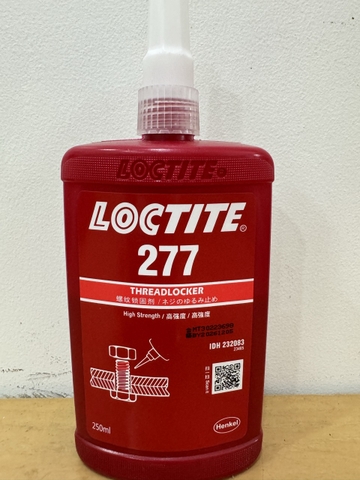 LOCTITE®
LOCTITE®
277
THREADLOCKER
螺纹锁固剂 / ネジのゆるみ止め
High Strength / 高強度 / 高強度
IDH 232083
250ml
Henkel